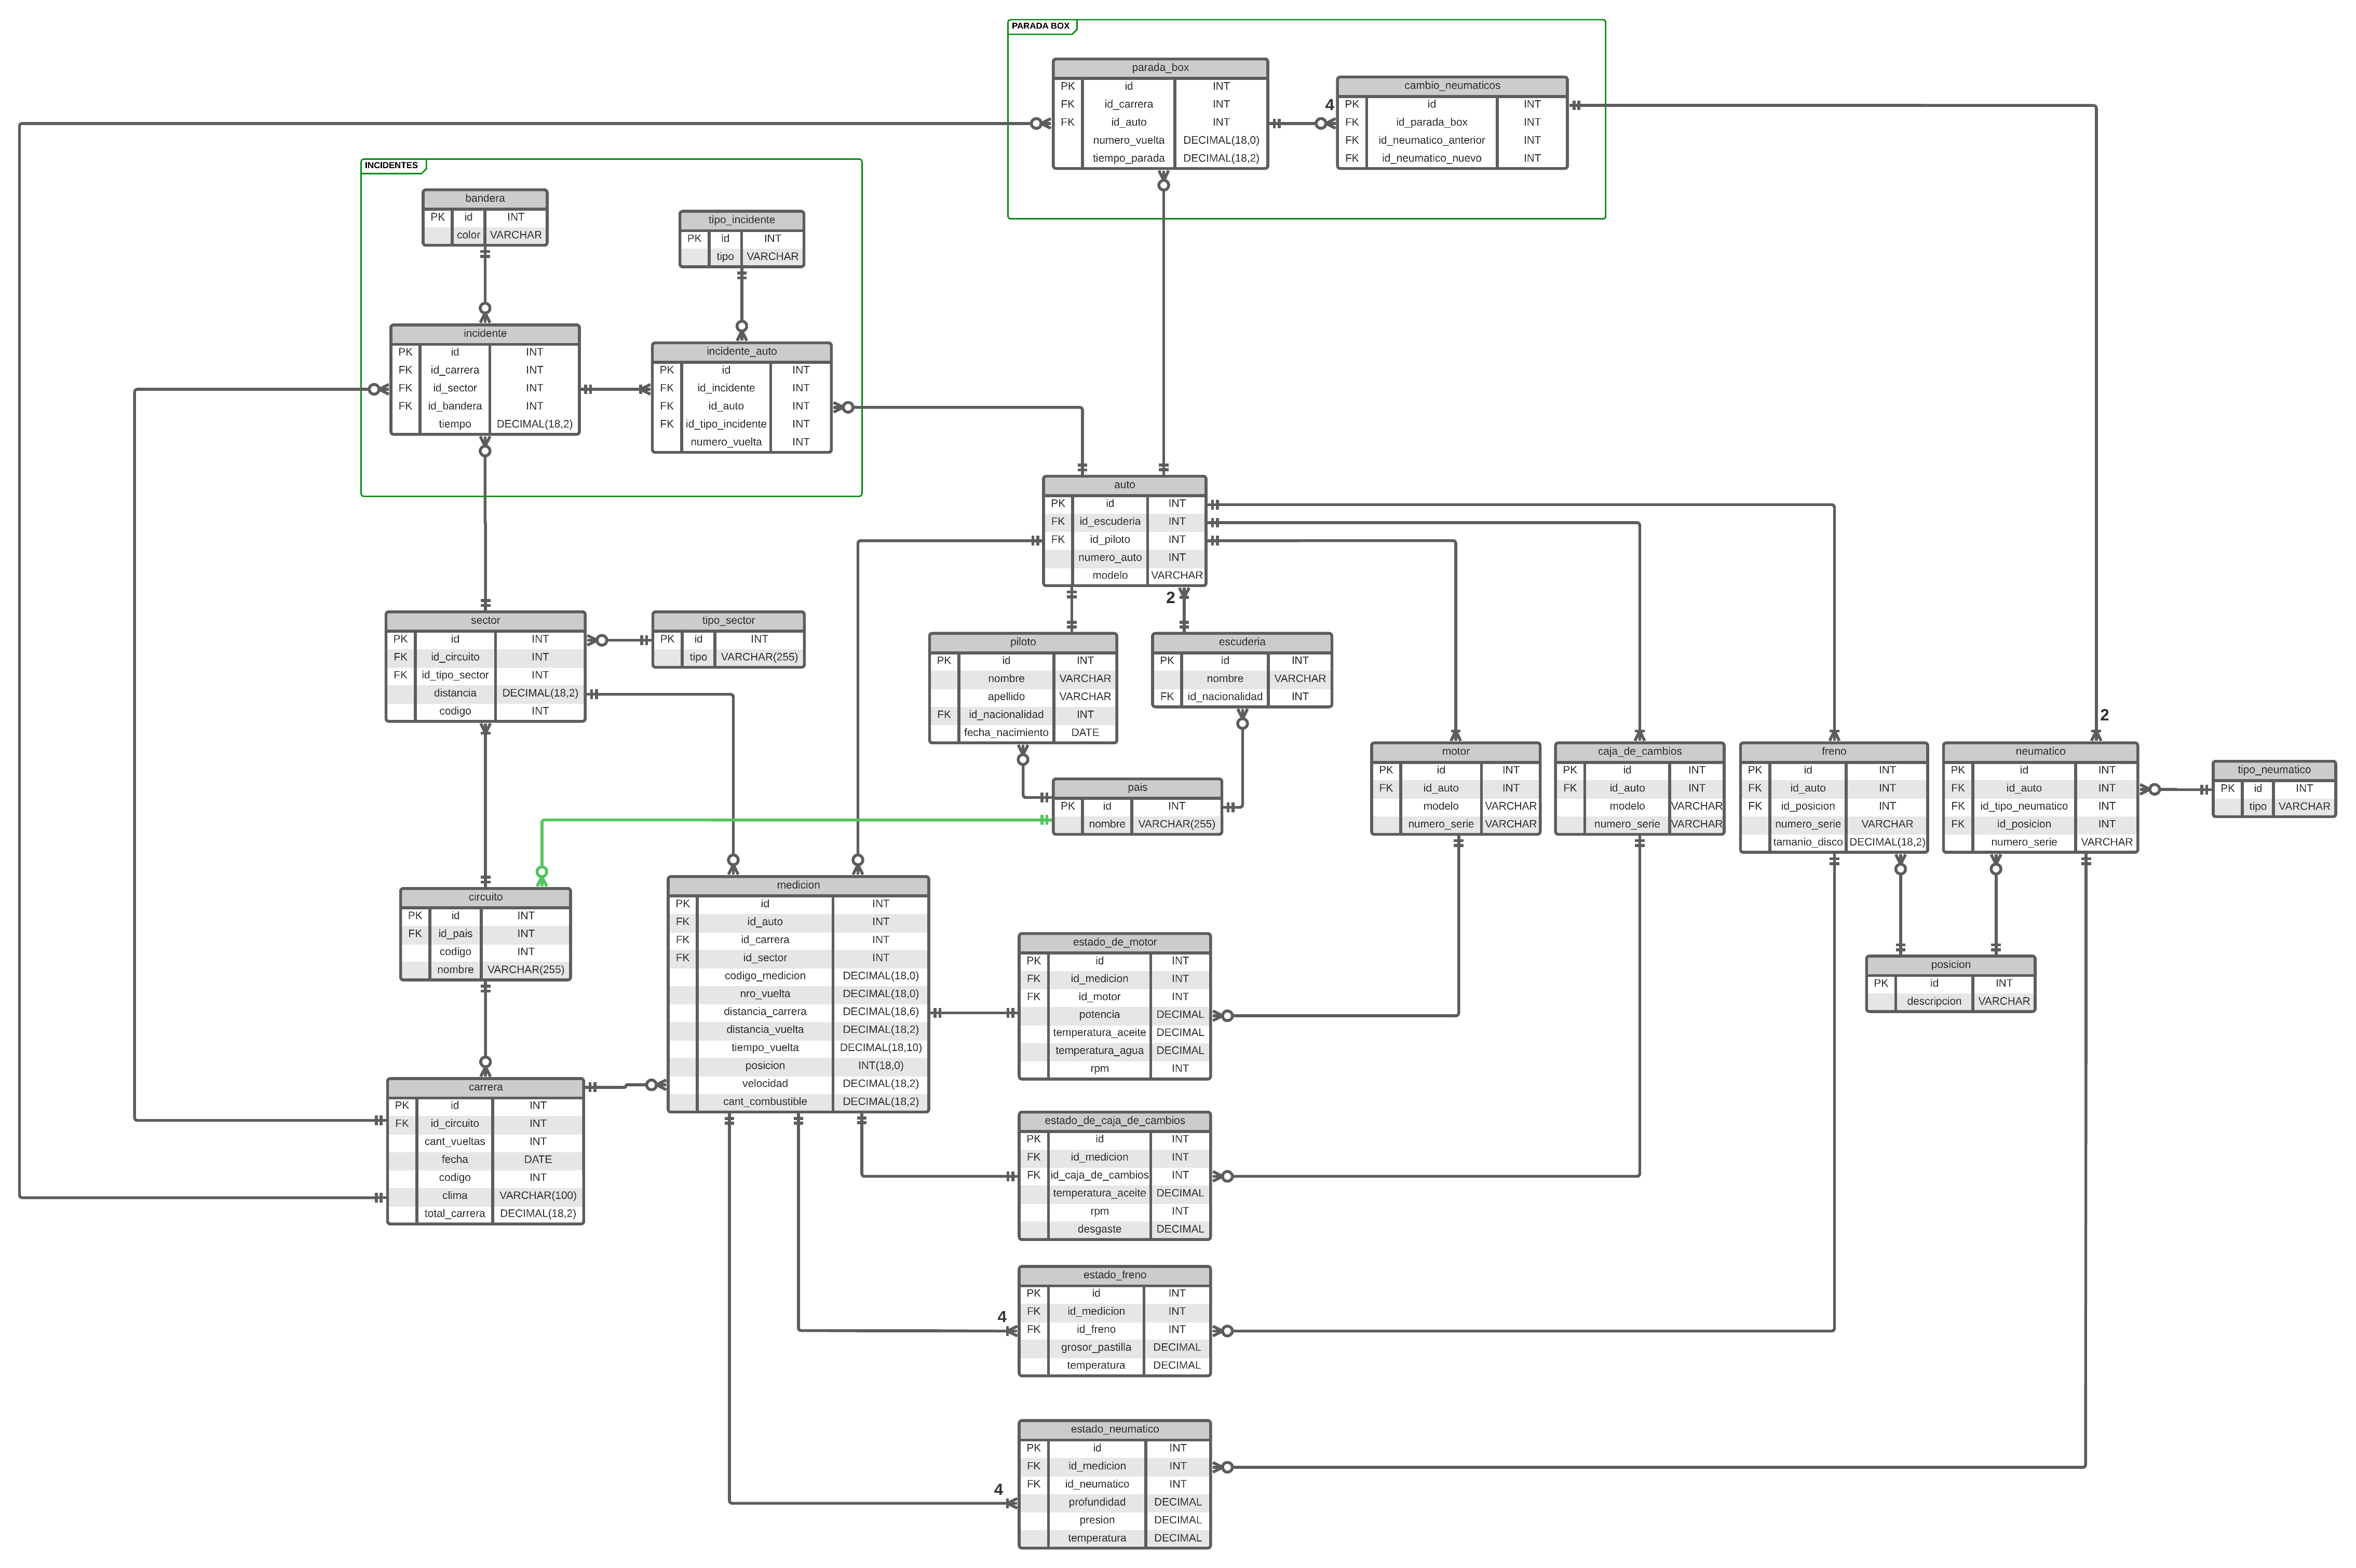 PARADA BOX
parada_box
PK id INT
FK id_carrera INT
FK id_auto INT
numero_vuelta DECIMAL(18,0)
tiempo_parada DECIMAL(18,2)
4
cambio_neumaticos
PK id INT
FK id_parada_box INT
FK id_neumatico_anterior INT
FK id_neumatico_nuevo INT
INCIDENTES
bandera
PK id INT
color VARCHAR
tipo_incidente
PK id INT
tipo VARCHAR
incidente
PK id INT
FK id_carrera INT
FK id_sector INT
FK id_bandera INT
tiempo DECIMAL(18,2)
incidente_auto
PK id INT
FK id_incidente INT
FK id_auto INT
FK id_tipo_incidente INT
numero_vuelta INT
auto
PK id INT
FK id_escuderia INT
FK id_piloto INT
numero_auto INT
modelo VARCHAR
2
sector
PK id INT
FK id_circuito INT
FK id_tipo_sector INT
distancia DECIMAL(18,2)
codigo INT
tipo_sector
PK id INT
tipo VARCHAR(255)
piloto
PK id INT
nombre VARCHAR
apellido VARCHAR
FK id_nacionalidad INT
fecha_nacimiento DATE
escuderia
PK id INT
nombre VARCHAR
FK id_nacionalidad INT
2
motor
PK id INT
FK id_auto INT
modelo VARCHAR
numero_serie VARCHAR
caja_de_cambios
PK id INT
FK id_auto INT
modelo VARCHAR
numero_serie VARCHAR
freno
PK id INT
FK id_auto INT
FK id_posicion INT
numero_serie VARCHAR
tamanio_disco DECIMAL(18,2)
neumatico
PK id INT
FK id_auto INT
FK id_tipo_neumatico INT
FK id_posicion INT
numero_serie VARCHAR
tipo_neumatico
PK id INT
tipo VARCHAR
pais
PK id INT
nombre VARCHAR(255)
circuito
PK id INT
FK id_pais INT
codigo INT
nombre VARCHAR(255)
medicion
PK id INT
FK id_auto INT
FK id_carrera INT
FK id_sector INT
codigo_medicion DECIMAL(18,0)
nro_vuelta DECIMAL(18,0)
distancia_carrera DECIMAL(18,6)
distancia_vuelta DECIMAL(18,2)
tiempo_vuelta DECIMAL(18,10)
posicion INT(18,0)
velocidad DECIMAL(18,2)
cant_combustible DECIMAL(18,2)
estado_de_motor
PK id INT
FK id_medicion INT
FK id_motor INT
potencia DECIMAL
temperatura_aceite DECIMAL
temperatura_agua DECIMAL
rpm INT
posicion
PK id INT
descripcion VARCHAR
carrera
PK id INT
FK id_circuito INT
cant_vueltas INT
fecha DATE
codigo INT
clima VARCHAR(100)
total_carrera DECIMAL(18,2)
estado_de_caja_de_cambios
PK id INT
FK id_medicion INT
FK id_caja_de_cambios INT
temperatura_aceite DECIMAL
rpm INT
desgaste DECIMAL
4
estado_freno
PK id INT
FK id_medicion INT
FK id_freno INT
grosor_pastilla DECIMAL
temperatura DECIMAL
4
estado_neumatico
PK id INT
FK id_medicion INT
FK id_neumatico INT
profundidad DECIMAL
presion DECIMAL
temperatura DECIMAL